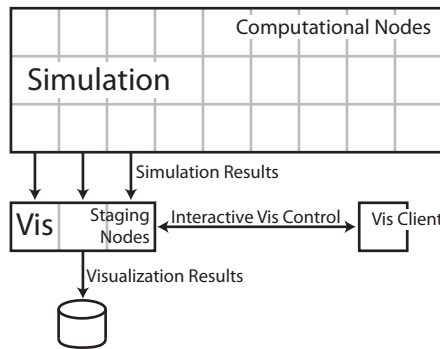 Computational Nodes
Simulation
Simulation Results
Vis
Staging
Nodes
Interactive Vis Control
Vis Client
Visualization Results